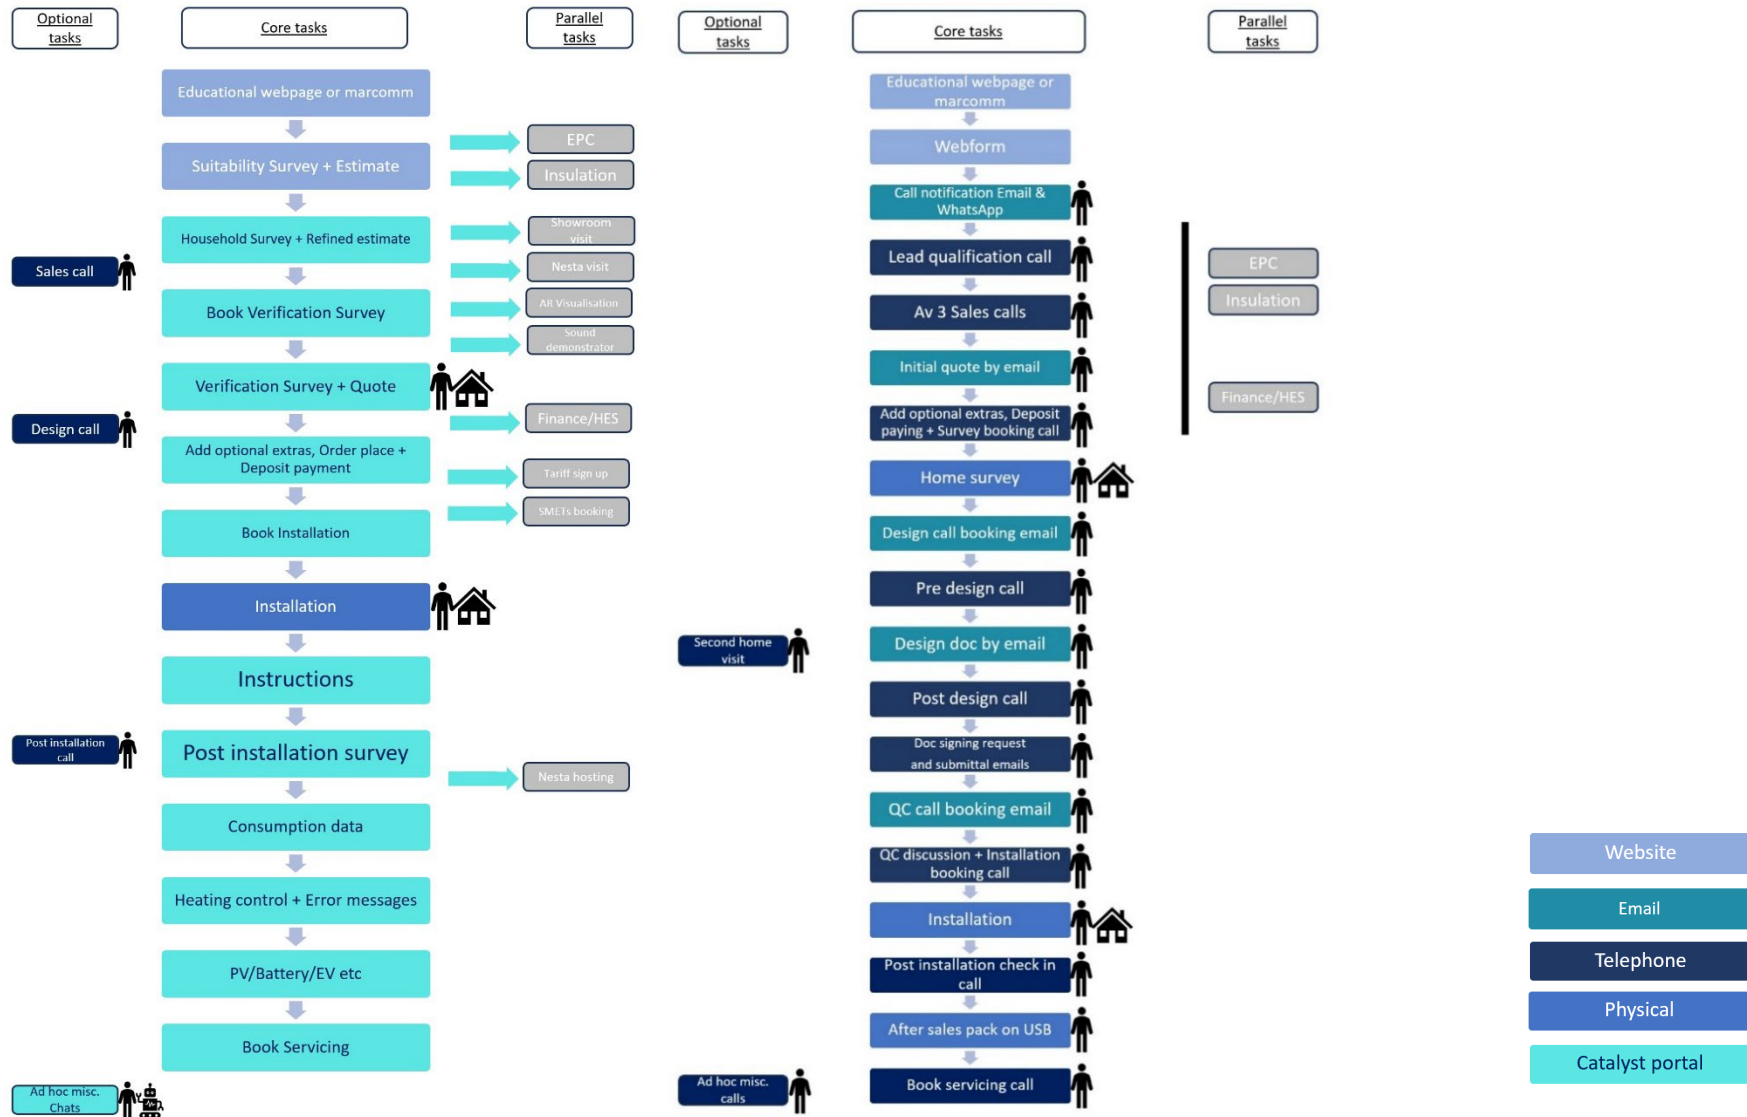 Optional
tasks
Core tasks
Parallel
tasks
Educational webpage or marcomm
Suitability Survey + Estimate
EPC
Insulation
Household Survey + Refined estimate
Showroom
visit
Sales call
Nesta visit
Book Verification Survey
AR Visualisation
Sound
demonstrator
Verification Survey + Quote
Design call
Finance/HES
Add optional extras, Order place +
Deposit payment
Tariff sign up
Book Installation
SMETs booking
Installation
Instructions
Post installation
call
Post installation survey
Nesta hosting
Consumption data
Heating control + Error messages
PV/Battery/EV etc
Book Servicing
Ad hoc misc.
Chats
Optional
tasks
Core tasks
Parallel
tasks
Educational webpage or
marcomm
Webform
Call notification Email &
WhatsApp
Lead qualification call
EPC
Insulation
Av 3 Sales calls
Initial quote by email
Finance/HES
Add optional extras, Deposit
paying + Survey booking call
Home survey
Design call booking email
Pre design call
Second home
visit
Design doc by email
Post design call
Doc signing request
and submittal emails
QC call booking email
QC discussion + Installation
booking call
Installation
Post installation check in
call
After sales pack on USB
Ad hoc misc.
calls
Book servicing call
Website
Email
Telephone
Physical
Catalyst portal